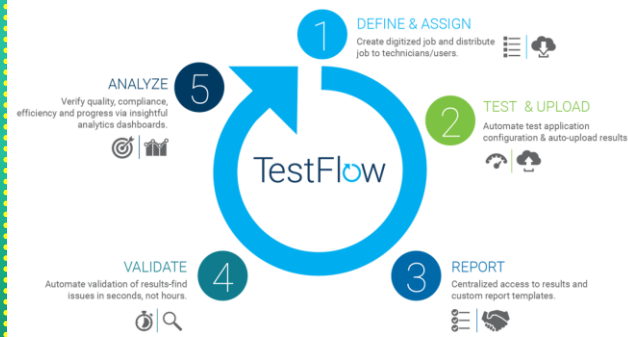 1
DEFINE & ASSIGN
Create digitized job and distribute
job to technicians/users.
2
TEST & UPLOAD
Automate test application
configuration & auto-upload results
3
REPORT
Centralized access to results and
custom report templates.
4
VALIDATE
Automate validation of results-find
issues in seconds, not hours.
5
ANALYZE
Verify quality, compliance,
efficiency and progress via insightful
analytics dashboards.
TestFlow